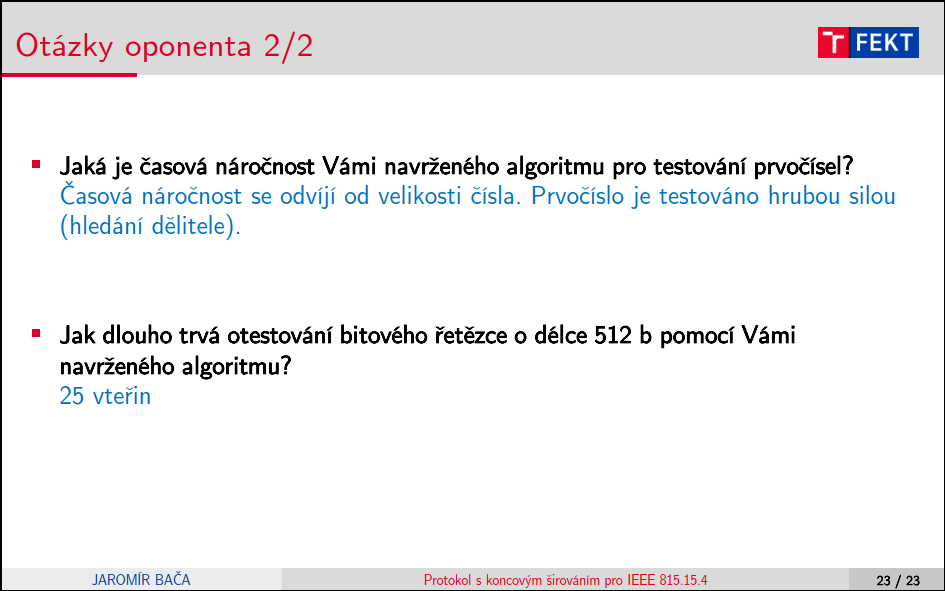 Otázky oponenta 2/2
T FEKT
Jaká je časová náročnost Vámi navrženého algoritmu pro testování prvočísel?
Časová náročnost se odvíjí od velikosti čísla. Prvočíslo je testováno hrubou silou
(hledání dělitele).
Jak dlouho trvá otestování bitového řetězce o délce 512 b pomocí Vámi
navrženého algoritmu?
25 vteřin
JAROMÍR BAČA
Protokol s koncovým širováním pro IEEE 815.15.4
23 / 23